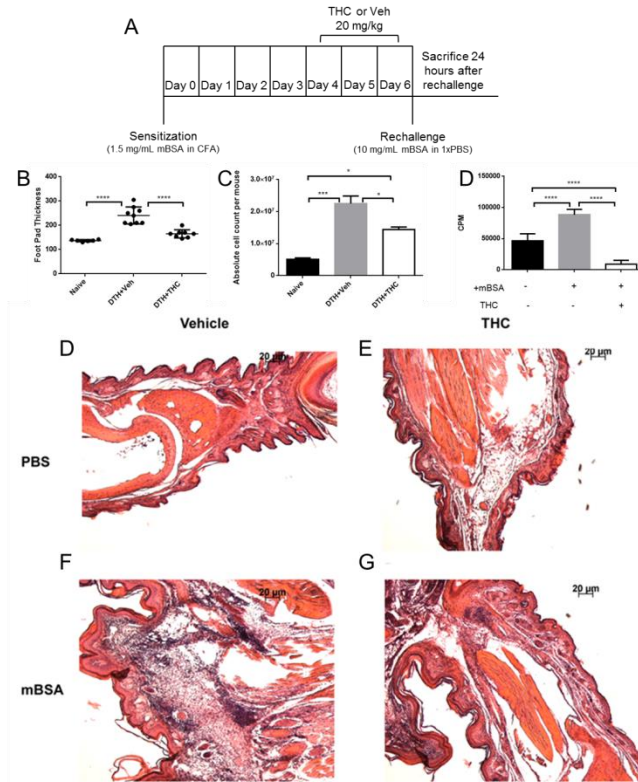 A
THC or Veh
20 mg/kg
Day 0 Day 1 Day 2 Day 3 Day 4 Day 5 Day 6
Sacrifice 24
hours after
rechallenge
Sensitization
(1.5 mg/mL mBSA in CFA)
Rechallenge
(10 mg/mL mBSA in 1xPBS)
B
Foot Pad Thickness
400
300
200
100
0
**** ****
Naive
DTH+Veh
DTH+THC
C
Absolute cell count per mouse
3.0×10⁷
2.0×10⁷
1.0×10⁷
0.0
*
*** *
Naive
DTH+Veh
DTH+THC
D
CPM
150000
100000
50000
0
****
**** ****
+mBSA - + +
THC - - +
Vehicle THC
D
20 µm
E
20 µm
PBS
F
20 µm
G
20 µm
mBSA